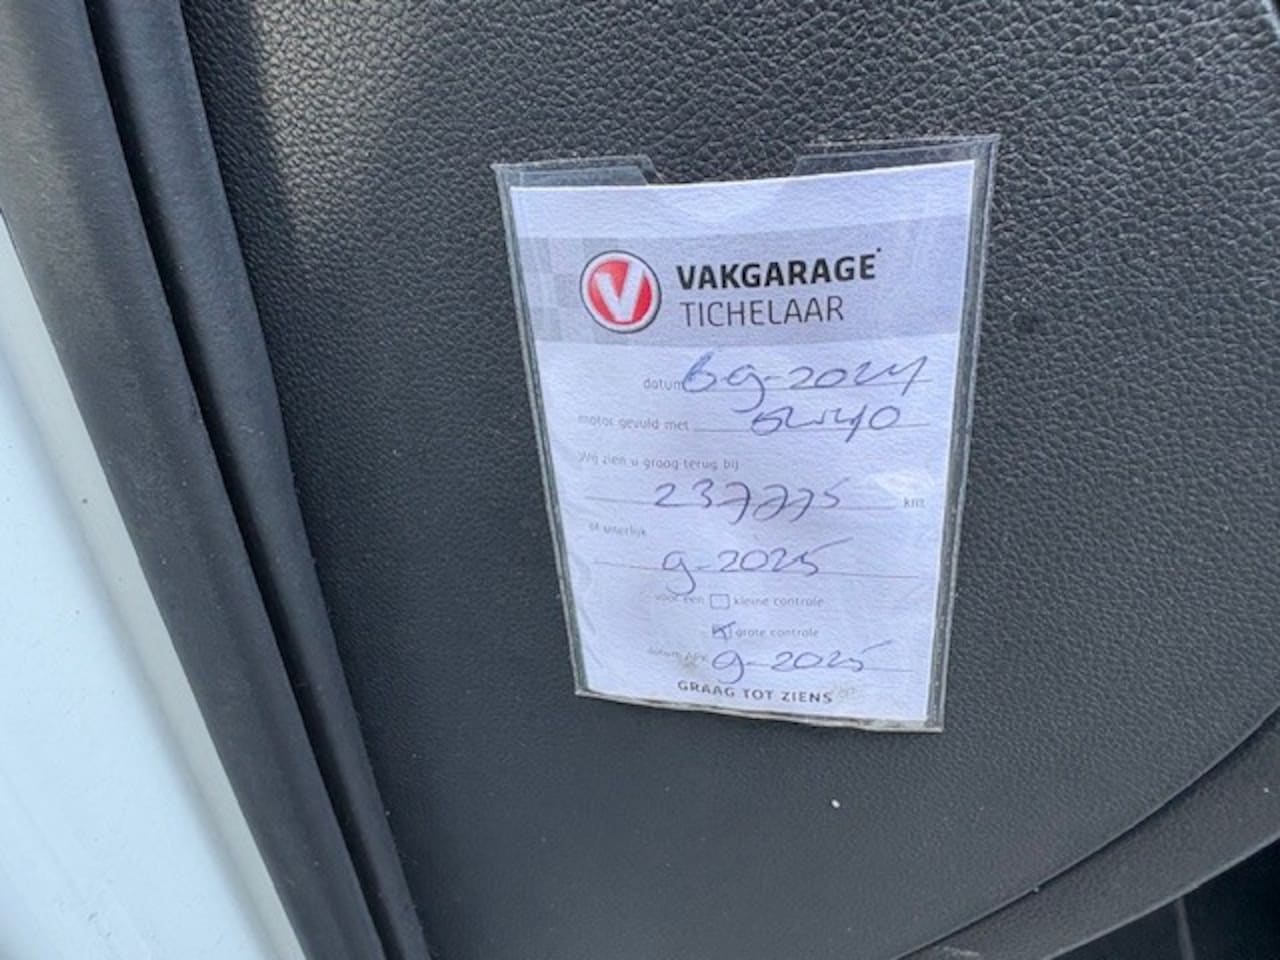 VAKGARAGE
TICHELAAR
datum 6-9-2024
motor gevuld met 5W40
Wij zien u graag terug bij
237775 km
of uiterlijk
9-2025
voor een kleine controle
grote controle
datum APK 9-2025
GRAAG TOT ZIENS